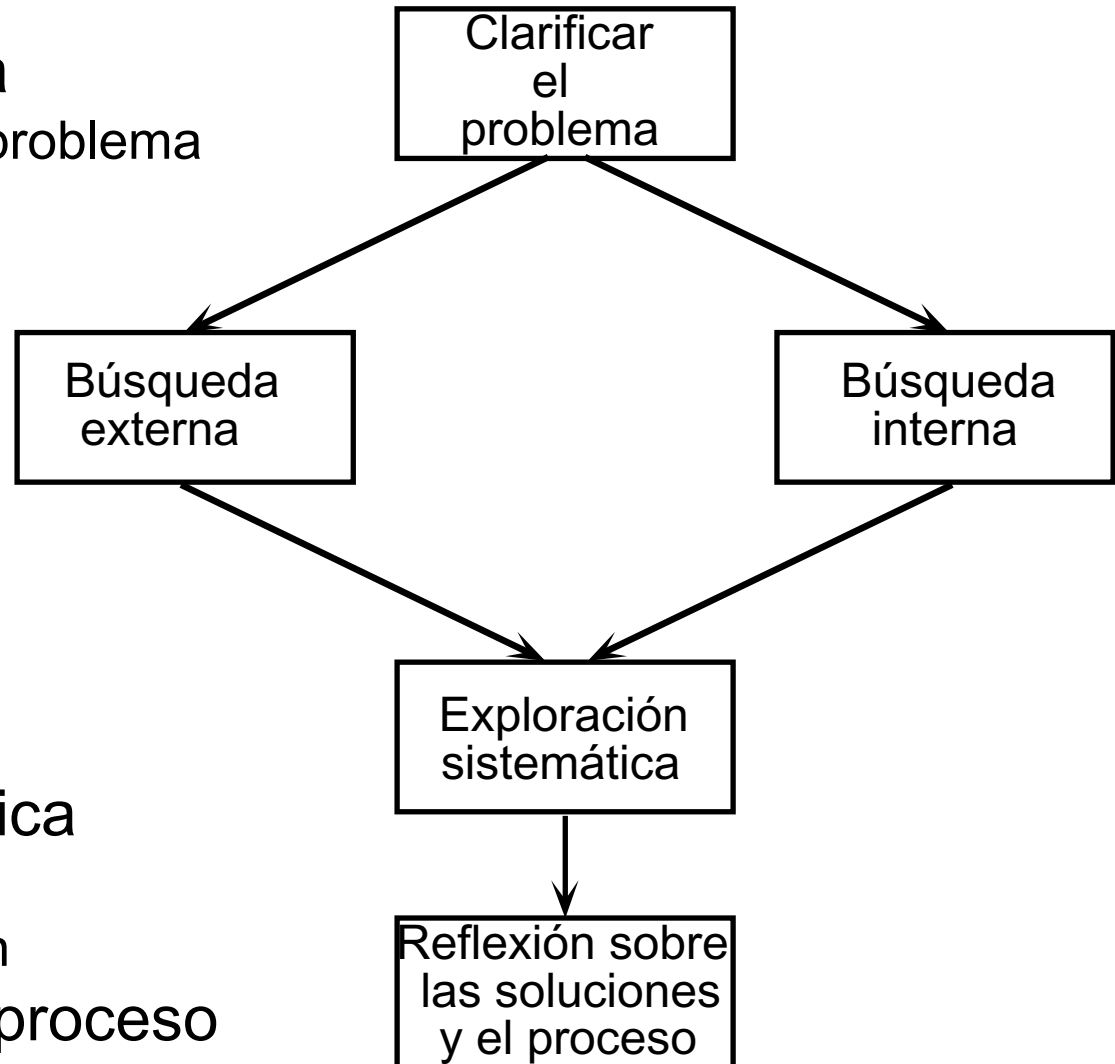 Clarificar
el
problema
a
problema
Búsqueda
externa
Búsqueda
interna
Exploración
sistemática
ica
n
proceso
Reflexión sobre
las soluciones
y el proceso